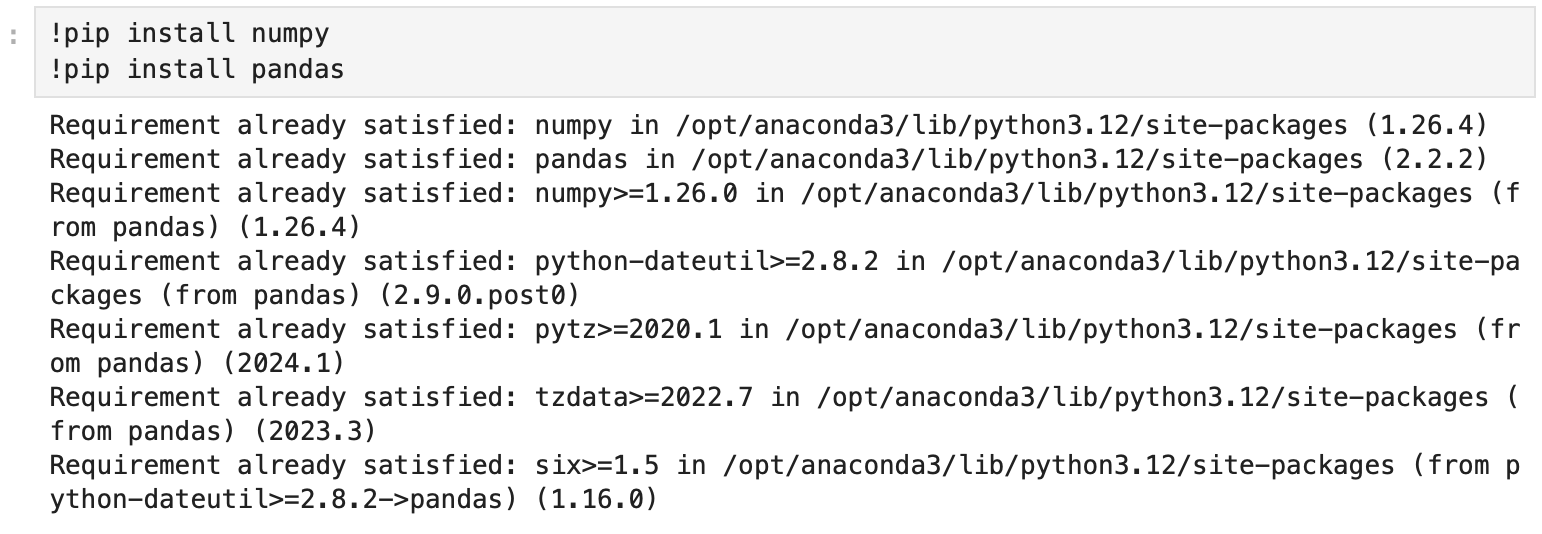 :
!pip install numpy
!pip install pandas
Requirement already satisfied: numpy in /opt/anaconda3/lib/python3.12/site-packages (1.26.4)
Requirement already satisfied: pandas in /opt/anaconda3/lib/python3.12/site-packages (2.2.2)
Requirement already satisfied: numpy>=1.26.0 in /opt/anaconda3/lib/python3.12/site-packages (f
rom pandas) (1.26.4)
Requirement already satisfied: python-dateutil>=2.8.2 in /opt/anaconda3/lib/python3.12/site-pa
ckages (from pandas) (2.9.0.post0)
Requirement already satisfied: pytz>=2020.1 in /opt/anaconda3/lib/python3.12/site-packages (fr
om pandas) (2024.1)
Requirement already satisfied: tzdata>=2022.7 in /opt/anaconda3/lib/python3.12/site-packages (
from pandas) (2023.3)
Requirement already satisfied: six>=1.5 in /opt/anaconda3/lib/python3.12/site-packages (from p
ython-dateutil>=2.8.2->pandas) (1.16.0)